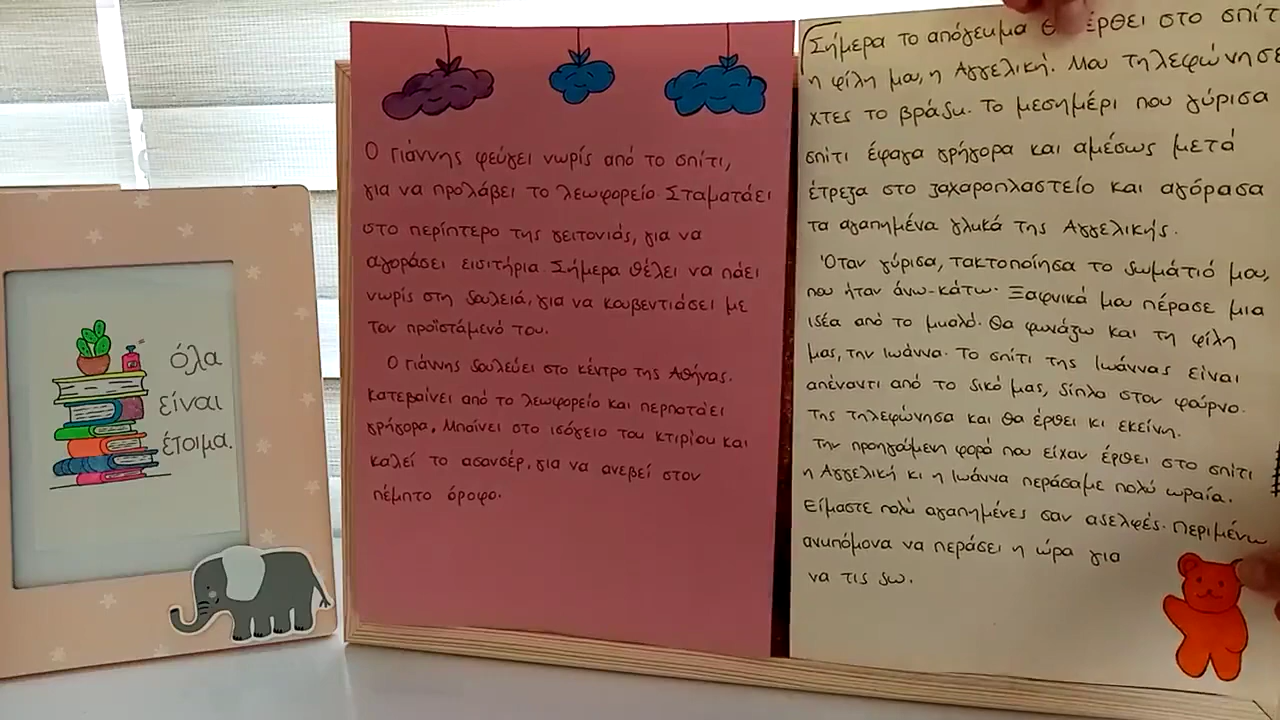 όλα
είναι
έτοιμα.
Ο Γιάννης φεύγει νωρίς από το σπίτι,
για να προλάβει το λεωφορείο. Σταματάει
στο περίπτερο της γειτονιάς, για να
αγοράσει εισιτήρια. Σήμερα θέλει να πάει
νωρίς στη δουλειά, για να κουβεντιάσει με
τον προϊστάμενό του.
Ο Γιάννης δουλεύει στο κέντρο της Αθήνας.
Κατεβαίνει από το λεωφορείο και περπατάει
γρήγορα. Μπαίνει στο ισόγειο του κτιρίου και
καλεί το ασανσέρ, για να ανεβεί στον
πέμπτο όροφο.
Σήμερα το απόγευμα έρθει στο σπίτ
η φίλη μου, η Αγγελική. Μου τηλεφώνησε
χτες το βράδυ. Το μεσημέρι που γύρισα
σπίτι έφαγα γρήγορα και αμέσως μετά
έτρεξα στο ζαχαροπλαστείο και αγόρασα
τα αγαπημένα γλυκά της Αγγελικής.
Όταν γύρισα, τακτοποίησα το δωμάτιό μου,
που ήταν άνω-κάτω. Ξαφνικά μου πέρασε μια
ιδέα από το μυαλό. Θα φωνάξω και τη φίλη
μας, την Ιωάννα. Το σπίτι της Ιωάννας είναι
απέναντι από το δικό μας, δίπλα στον φούρνο.
Της τηλεφώνησα και θα έρθει κι εκείνη.
Την προηγούμενη φορά που είχαν έρθει στο σπίτι
η Αγγελική κι η Ιωάννα περάσαμε πολύ ωραία.
Είμαστε πολύ αγαπημένες σαν αδελφές. Περιμένω
ανυπόμονα να περάσει η ώρα για
να τις δω.